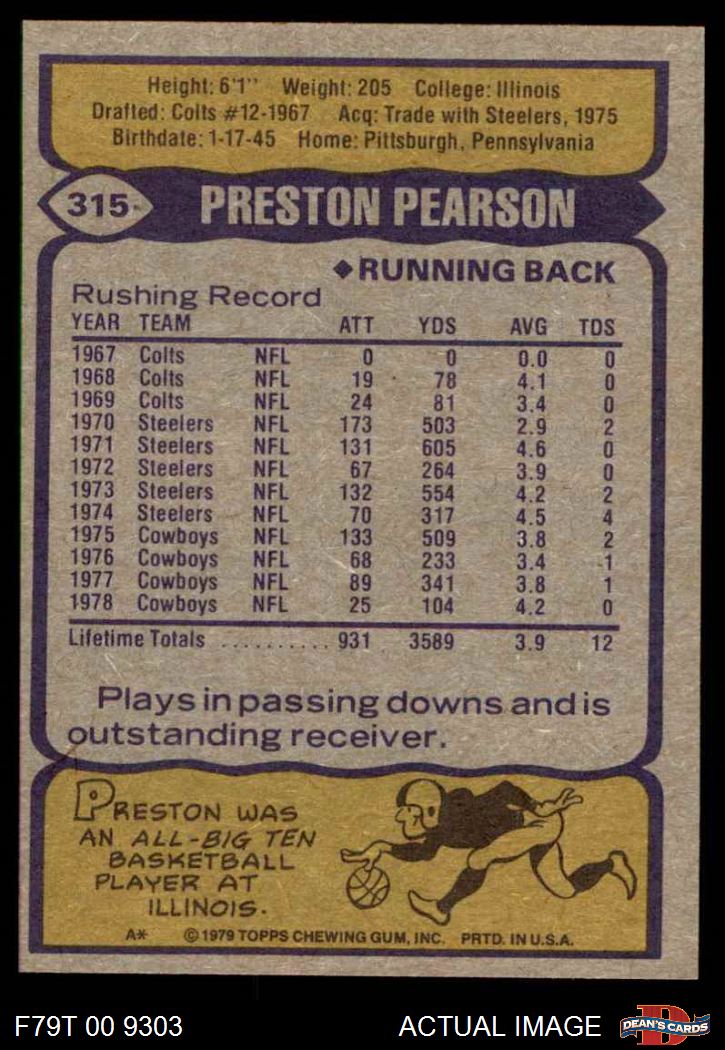 Height: 6'1" Weight: 205 College: Illinois
Drafted: Colts #12-1967 Acq: Trade with Steelers, 1975
Birthdate: 1-17-45 Home: Pittsburgh, Pennsylvania
315 PRESTON PEARSON
◆RUNNING BACK
Rushing Record
YEAR TEAM ATT YDS AVG TDS
1967 Colts NFL 0 0 0.0 0
1968 Colts NFL 19 78 4.1 0
1969 Colts NFL 24 81 3.4 0
1970 Steelers NFL 173 503 2.9 2
1971 Steelers NFL 131 605 4.6 0
1972 Steelers NFL 67 264 3.9 0
1973 Steelers NFL 132 554 4.2 2
1974 Steelers NFL 70 317 4.5 4
1975 Cowboys NFL 133 509 3.8 2
1976 Cowboys NFL 68 233 3.4 1
1977 Cowboys NFL 89 341 3.8 1
1978 Cowboys NFL 25 104 4.2 0
Lifetime Totals .......... 931 3589 3.9 12
Plays in passing downs and is
outstanding receiver.
PRESTON WAS
AN ALL-BIG TEN
BASKETBALL
PLAYER AT
ILLINOIS.
A* © 1979 TOPPS CHEWING GUM, INC. PRTD. IN U.S.A.
F79T 00 9303 ACTUAL IMAGE D DEAN'S CARDS